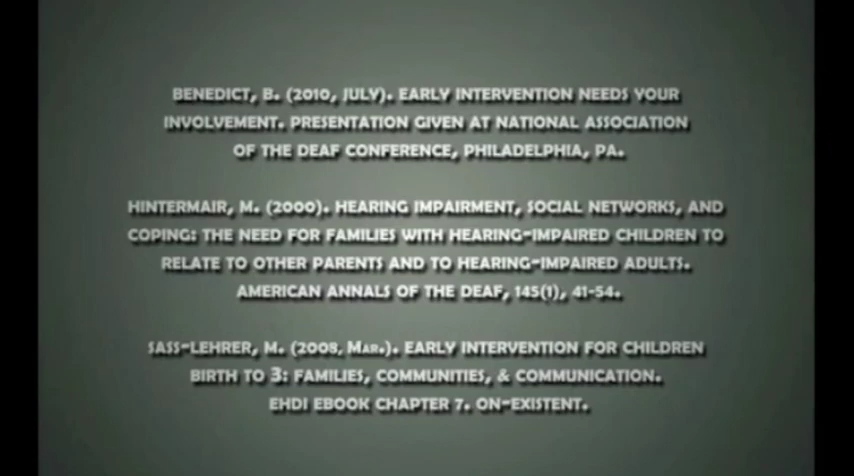 BENEDICT, B. (2010, JULY). EARLY INTERVENTION NEEDS YOUR
INVOLVEMENT. PRESENTATION GIVEN AT NATIONAL ASSOCIATION
OF THE DEAF CONFERENCE, PHILADELPHIA, PA.
HINTERMAIR, M. (2000). HEARING IMPAIRMENT, SOCIAL NETWORKS, AND
COPING: THE NEED FOR FAMILIES WITH HEARING-IMPAIRED CHILDREN TO
RELATE TO OTHER PARENTS AND TO HEARING-IMPAIRED ADULTS.
AMERICAN ANNALS OF THE DEAF, 145(1), 41-54.
SASS-LEHRER, M. (2008, MAR.). EARLY INTERVENTION FOR CHILDREN
BIRTH TO 3: FAMILIES, COMMUNITIES, & COMMUNICATION.
EHDI EBOOK CHAPTER 7. ON-EXISTENT.